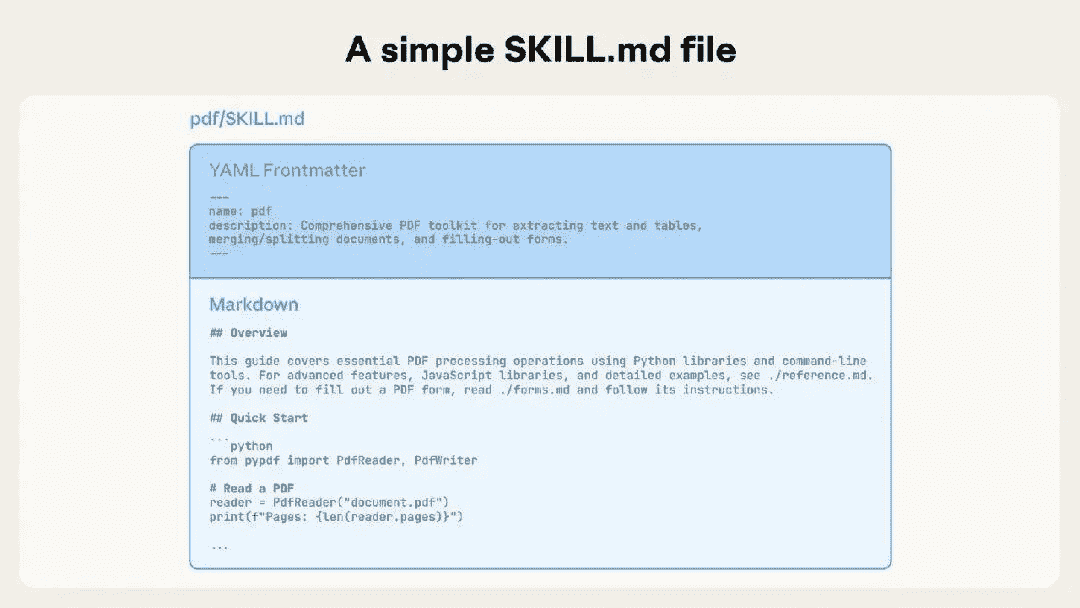 A simple SKILL.md file
pdf/SKILL.md
YAML Frontmatter
---
name: pdf
description: Comprehensive PDF toolkit for extracting text and tables,
merging/splitting documents, and filling-out forms.
---
Markdown
## Overview
This guide covers essential PDF processing operations using Python libraries and command-line
tools. For advanced features, JavaScript libraries, and detailed examples, see ./reference.md.
If you need to fill out a PDF form, read ./forms.md and follow its instructions.
## Quick Start
```python
from pypdf import PdfReader, PdfWriter
# Read a PDF
reader = PdfReader("document.pdf")
print(f"Pages: {len(reader.pages)}")
...